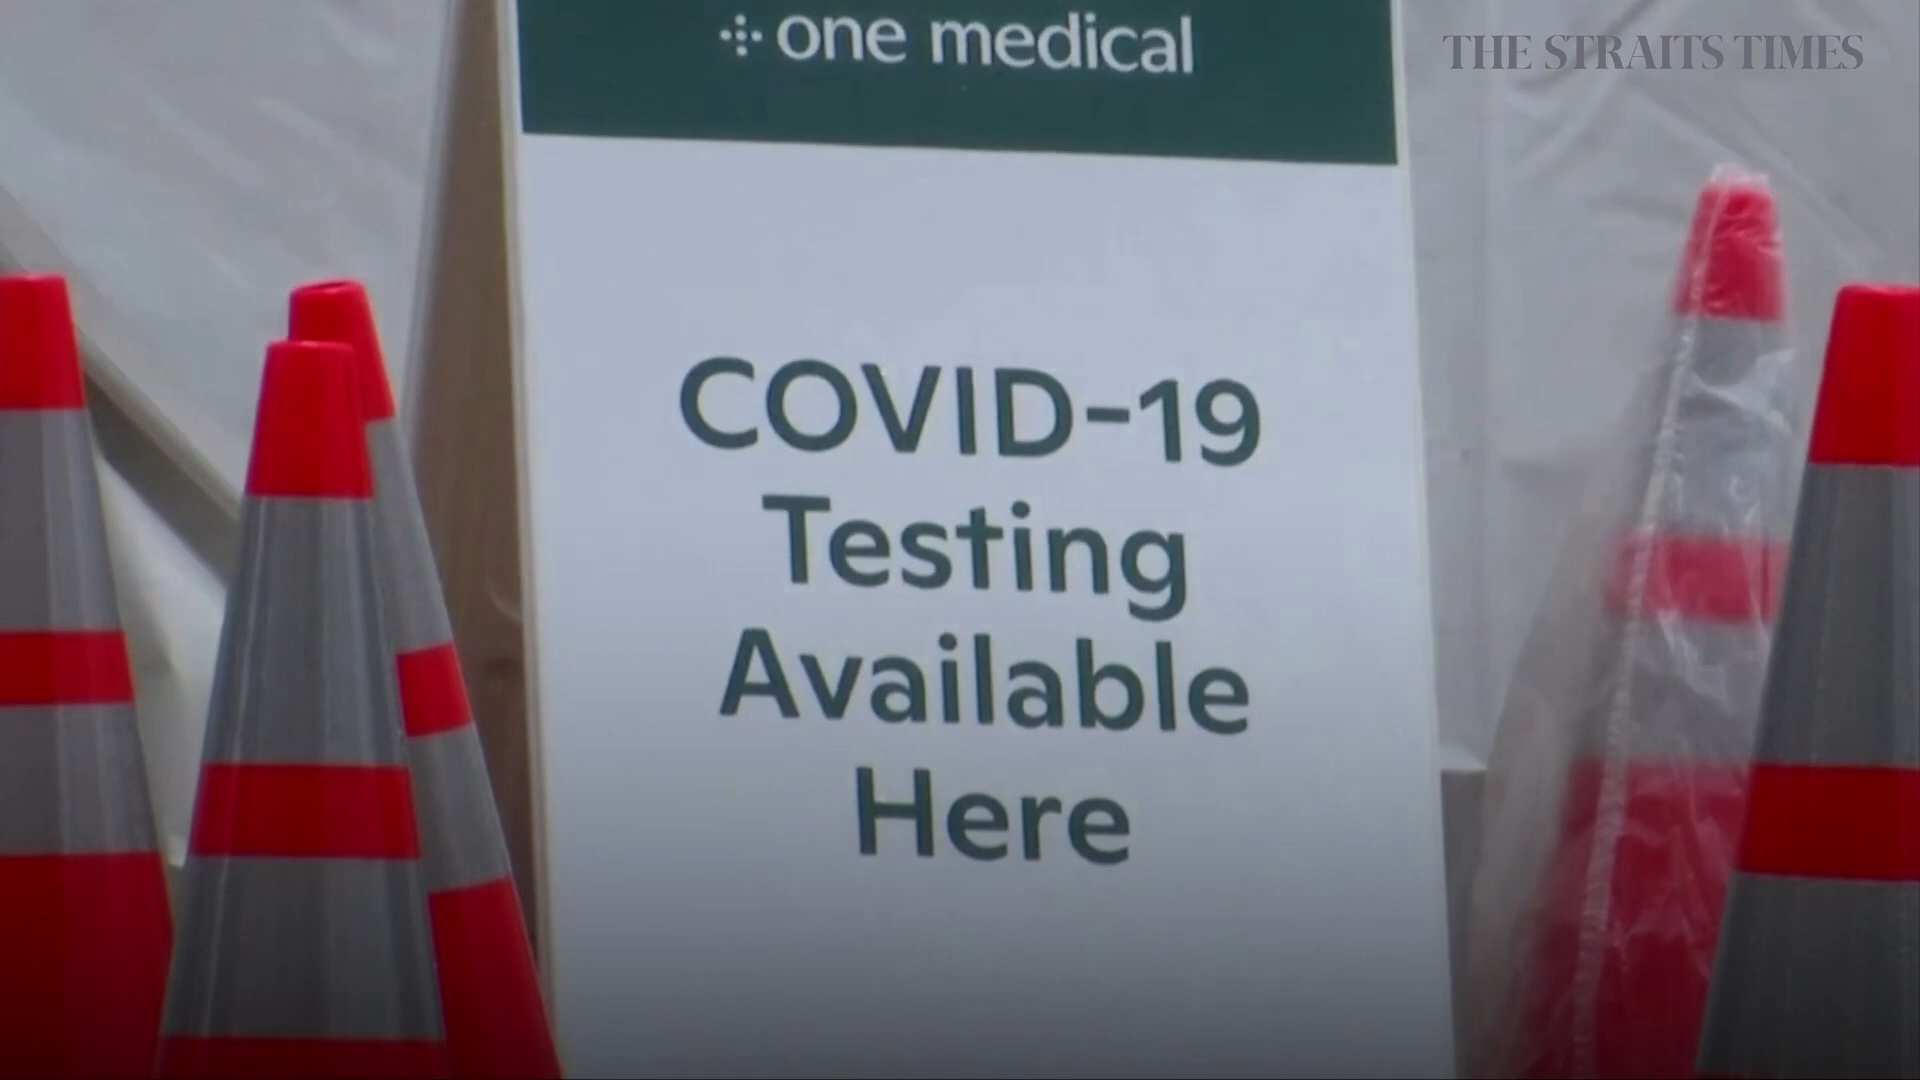 one medical
THE STRAITS TIMES
COVID-19
Testing
Available
Here